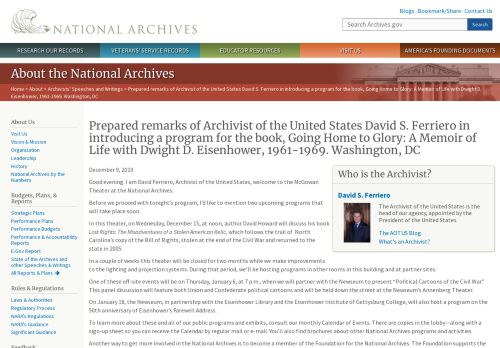 Blogs · Bookmark/Share · Contact Us
NATIONAL ARCHIVES
Search Archives.gov
Search
RESEARCH OUR RECORDS
VETERANS' SERVICE RECORDS
EDUCATOR RESOURCES
VISIT US
AMERICA'S FOUNDING DOCUMENTS
About the National Archives
Home > About > Archivists' Speeches and Writings > Prepared remarks of Archivist of the United States David S. Ferriero in introducing a program for the book, Going Home to Glory: A Memoir of Life with Dwight D.
Eisenhower, 1961-1969. Washington, DC
About Us
Visit Us
Vision & Mission
Organization
Leadership
History
National Archives by the
Numbers
Budgets, Plans, &
Reports
Strategic Plans
Performance Plans
Performance Budgets
Performance & Accountability
Reports
E-Gov Report
State of the Archives and
other Speeches & Writings
All Reports & Plans
Rules & Regulations
Laws & Authorities
Regulatory Process
NARA's Regulations
NARA's Guidance
Significant Guidance
Prepared remarks of Archivist of the United States David S. Ferriero in
introducing a program for the book, Going Home to Glory: A Memoir of
Life with Dwight D. Eisenhower, 1961-1969. Washington, DC
December 9, 2010
Good evening. I am David Ferriero, Archivist of the United States, welcome to the McGowan
Theater at the National Archives.
Before we proceed with tonight's program, I'd like to mention two upcoming programs that
will take place soon
In this theater, on Wednesday, December 15, at noon, author David Howard will discuss his book
Lost Rights: The Misadventures of a Stolen American Relic, which follows the trail of North
Carolina's copy of the Bill of Rights, stolen at the end of the Civil War and returned to the
state in 2005.
In a couple of weeks this theater will be closed for two months while we make improvements
to the lighting and projection systems. During that period, we'll be hosting programs in other rooms in this building and at partner sites.
One of these off-site events will be on Thursday, January 6, at 7 p.m., when we will partner with the Newseum to present "Political Cartoons of the Civil War."
This panel discussion will feature both Union and Confederate political cartoons and will be held down the street at the Newseum's Annenberg Theater.
On January 18, the Newseum, in partnership with the Eisenhower Library and the Eisenhower Institute of Gettysburg College, will also host a program on the 50th
anniversary of Eisenhower's Farewell Address.
To learn more about these and all of our public programs and exhibits, consult our monthly Calendar of Events. There are copies in the lobby—along with a
sign-up sheet so you can receive the Calendar by regular mail or e-mail. You'll also find brochures about other National Archives programs and activities
Another way to get more involved in the National Archives is to become a member of the Foundation for the National Archives. The Foundation supports the
Who is the Archivist?
David S. Ferriero
The Archivist of the United States is the
head of our agency, appointed by the
President of the United States.
The AOTUS Blog
What's an Archivist?